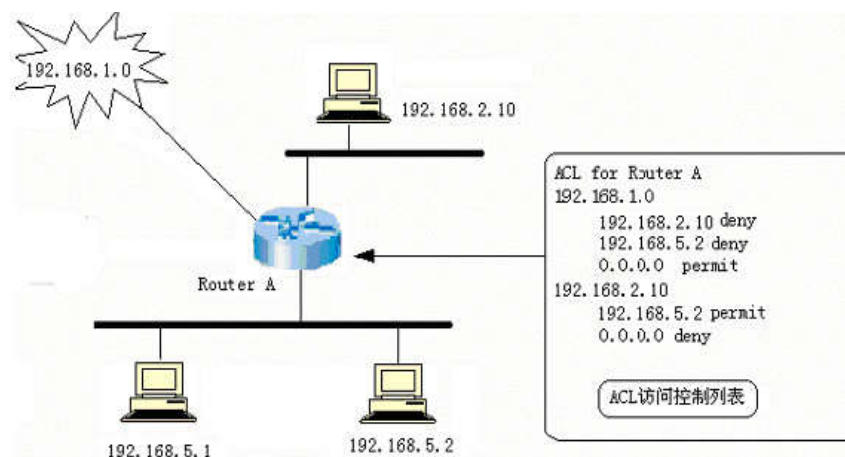 192.168.1.0
192.168.2.10
Router A
192.168.5.1
192.168.5.2
ACL for Router A
192.168.1.0
192.168.2.10 deny
192.168.5.2 deny
0.0.0.0 permit
192.168.2.10
192.168.5.2 permit
0.0.0.0 deny
ACL访问控制列表